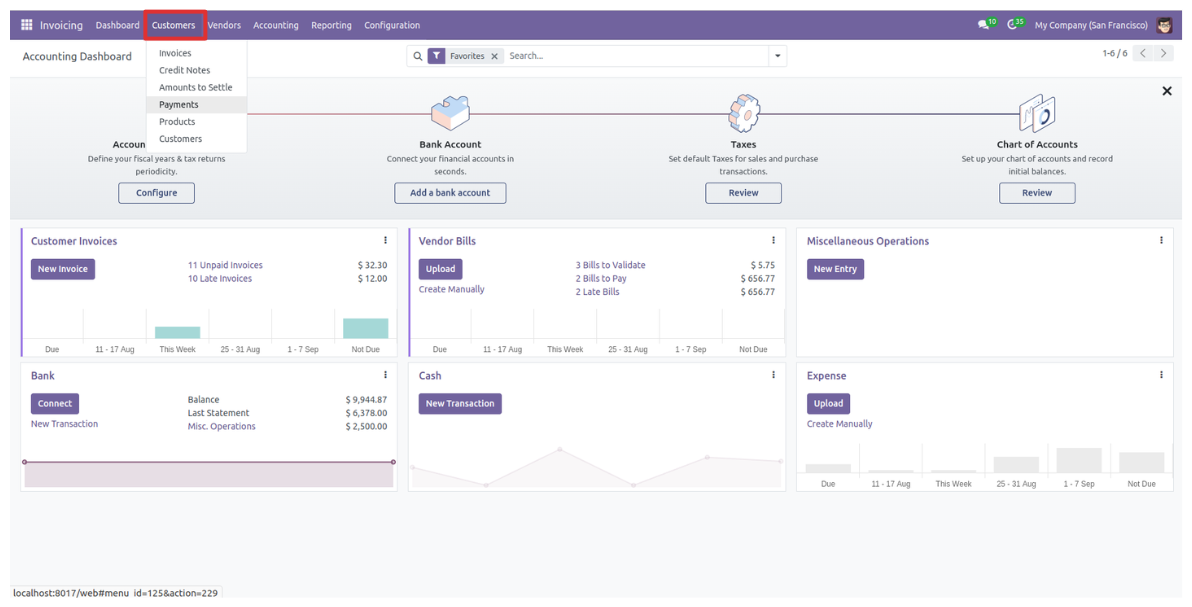 Invoicing Dashboard Customers Vendors Accounting Reporting Configuration 10 35 My Company (San Francisco)
Accounting Dashboard Favorites Search... 1-6 / 6
Invoices
Credit Notes
Amounts to Settle
Payments
Products
Customers
Accoun
Define your fiscal years & tax returns
periodicity.
Configure
Bank Account
Connect your financial accounts in
seconds.
Add a bank account
Taxes
Set default Taxes for sales and purchase
transactions.
Review
Chart of Accounts
Set up your chart of accounts and record
initial balances.
Review
Customer Invoices
New Invoice
11 Unpaid Invoices $ 32.30
10 Late Invoices $ 12.00
Due 11 - 17 Aug This Week 25 - 31 Aug 1 - 7 Sep Not Due
Vendor Bills
Upload
Create Manually
3 Bills to Validate $ 5.75
2 Bills to Pay $ 656.77
2 Late Bills $ 656.77
Due 11 - 17 Aug This Week 25 - 31 Aug 1 - 7 Sep Not Due
Miscellaneous Operations
New Entry
Bank
Connect
New Transaction
Balance $ 9,944.87
Last Statement $ 6,378.00
Misc. Operations $ 2,500.00
Cash
New Transaction
Expense
Upload
Create Manually
Due 11 - 17 Aug This Week 25 - 31 Aug 1 - 7 Sep Not Due
localhost:8017/web#menu_id=125&action=229